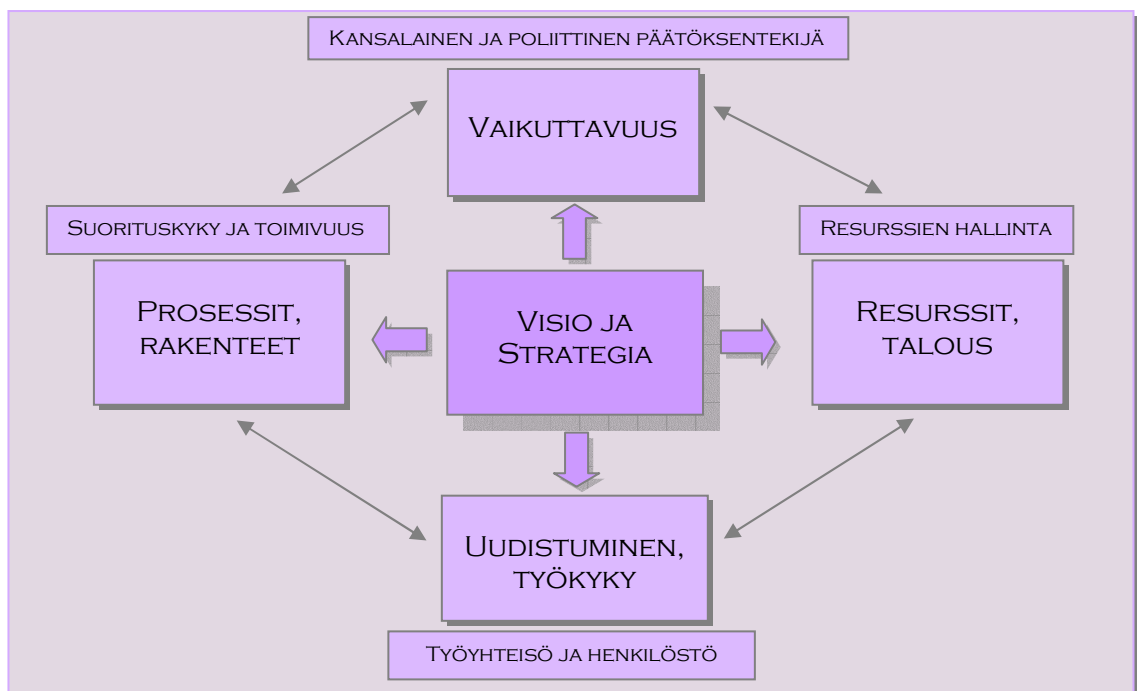 Kansalainen ja poliittinen päätöksentekijä
Vaikuttavuus
Suorituskyky ja toimivuus
Prosessit,
rakenteet
Visio ja
Strategia
Resurssien hallinta
Resurssit,
talous
Uudistuminen,
työkyky
Työyhteisö ja henkilöstö